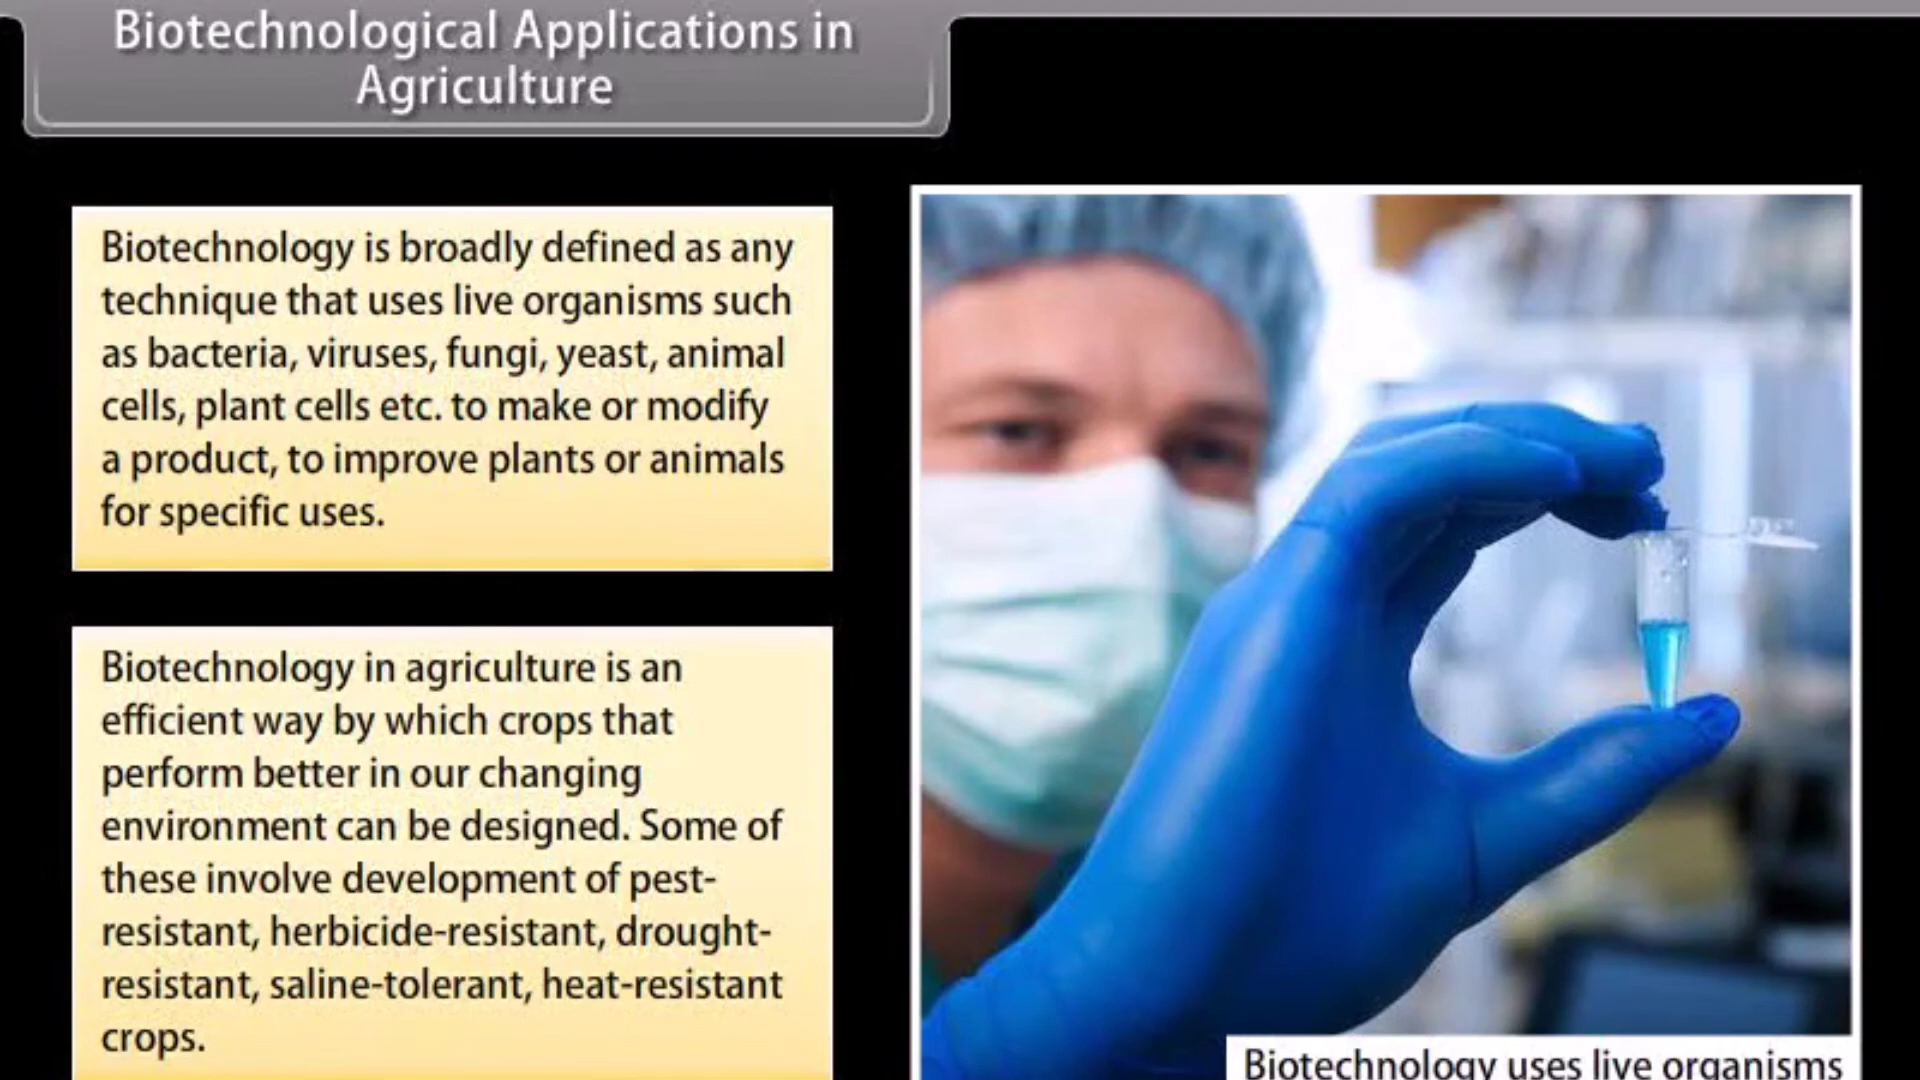 Biotechnological Applications in
Agriculture
Biotechnology is broadly defined as any
technique that uses live organisms such
as bacteria, viruses, fungi, yeast, animal
cells, plant cells etc. to make or modify
a product, to improve plants or animals
for specific uses.
Biotechnology in agriculture is an
efficient way by which crops that
perform better in our changing
environment can be designed. Some of
these involve development of pest-
resistant, herbicide-resistant, drought-
resistant, saline-tolerant, heat-resistant
crops.
Biotechnology uses live organisms